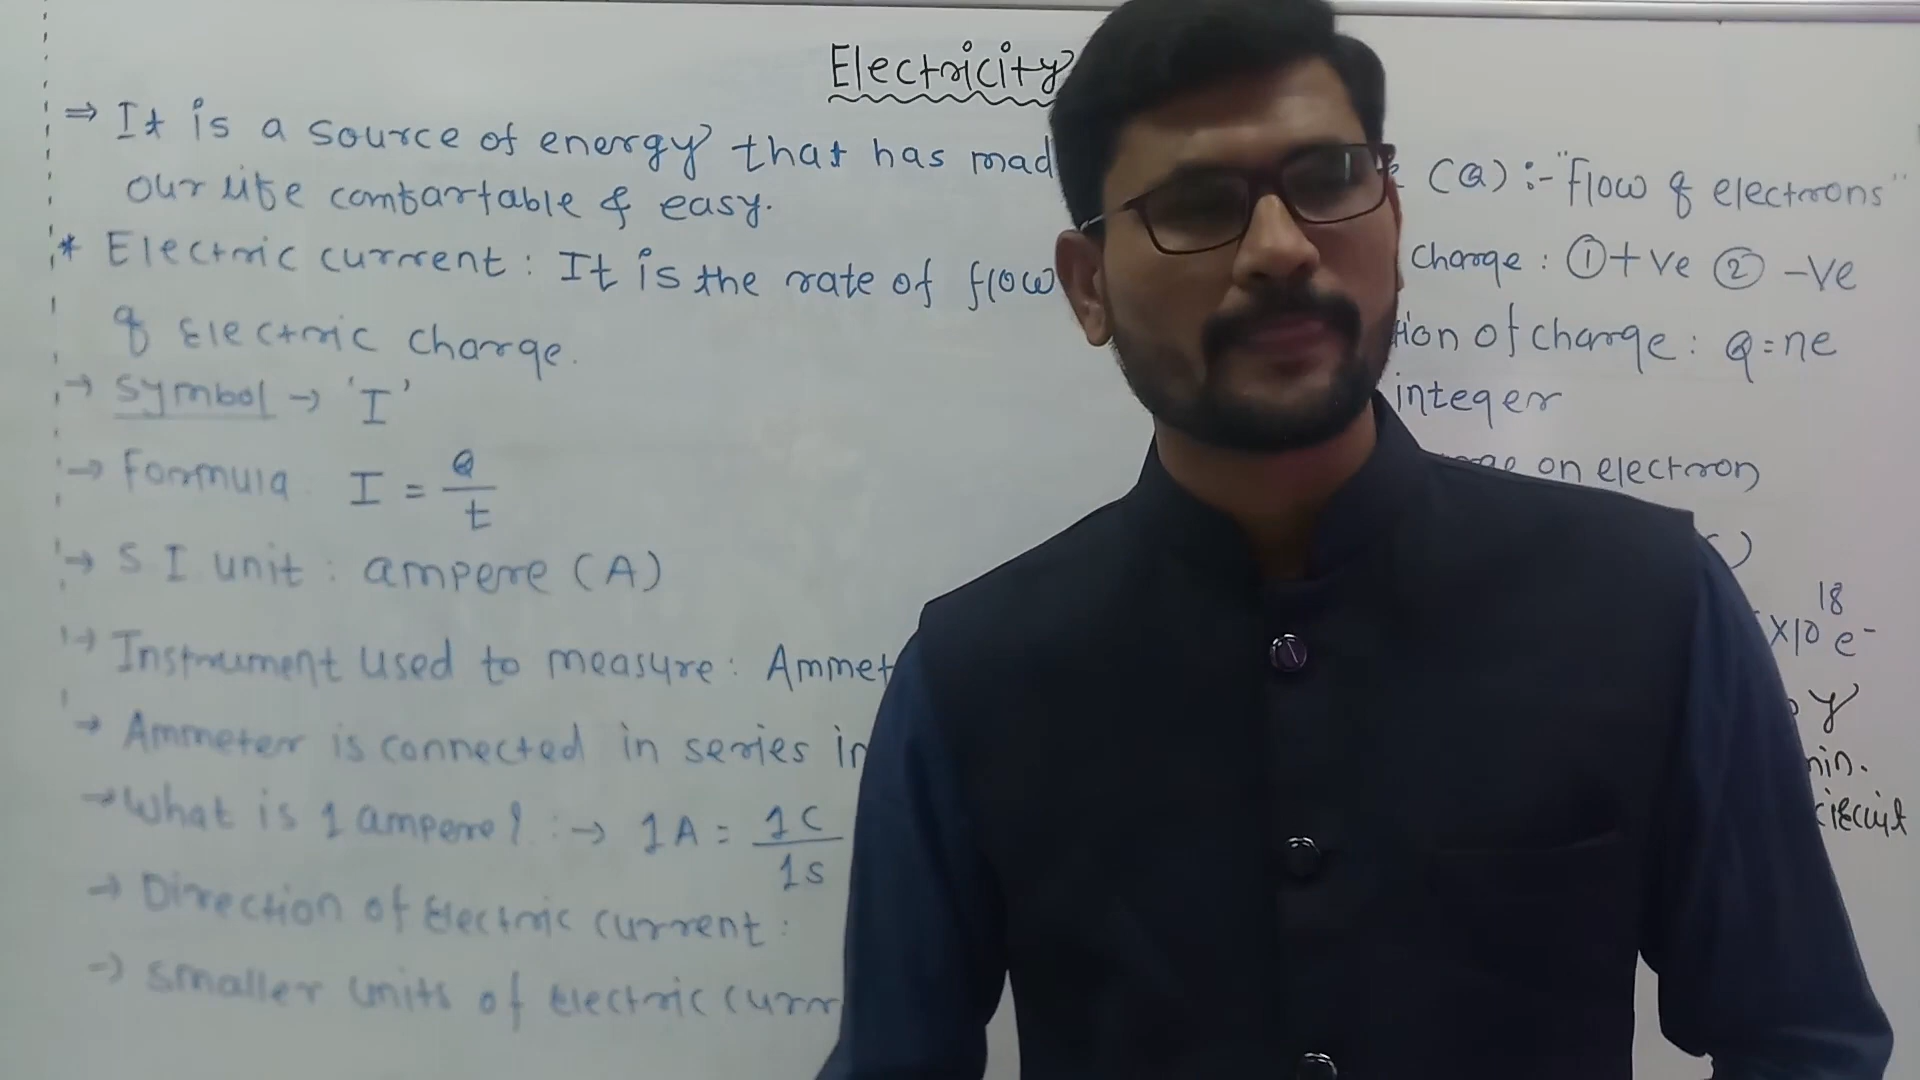 Electricity
⇒ It is a source of energy that has mad
our life comfortable & easy.
* Electric current : It is the rate of flow
of Electric charge.
→ Symbol → 'I'
→ Formula I = Q/t
→ S I unit : ampere (A)
→ Instrument used to measure : Ammet
→ Ammeter is connected in series in
→ What is 1 ampere? :→ 1A = 1C/1s
→ Direction of Electric current :
→ Smaller units of Electric curr
(Q) :- "flow of electrons"
charge : ① +ve ② -ve
tion of charge : Q = ne
integer
on electron
)
×10¹⁸ e⁻
by
min.
circuit